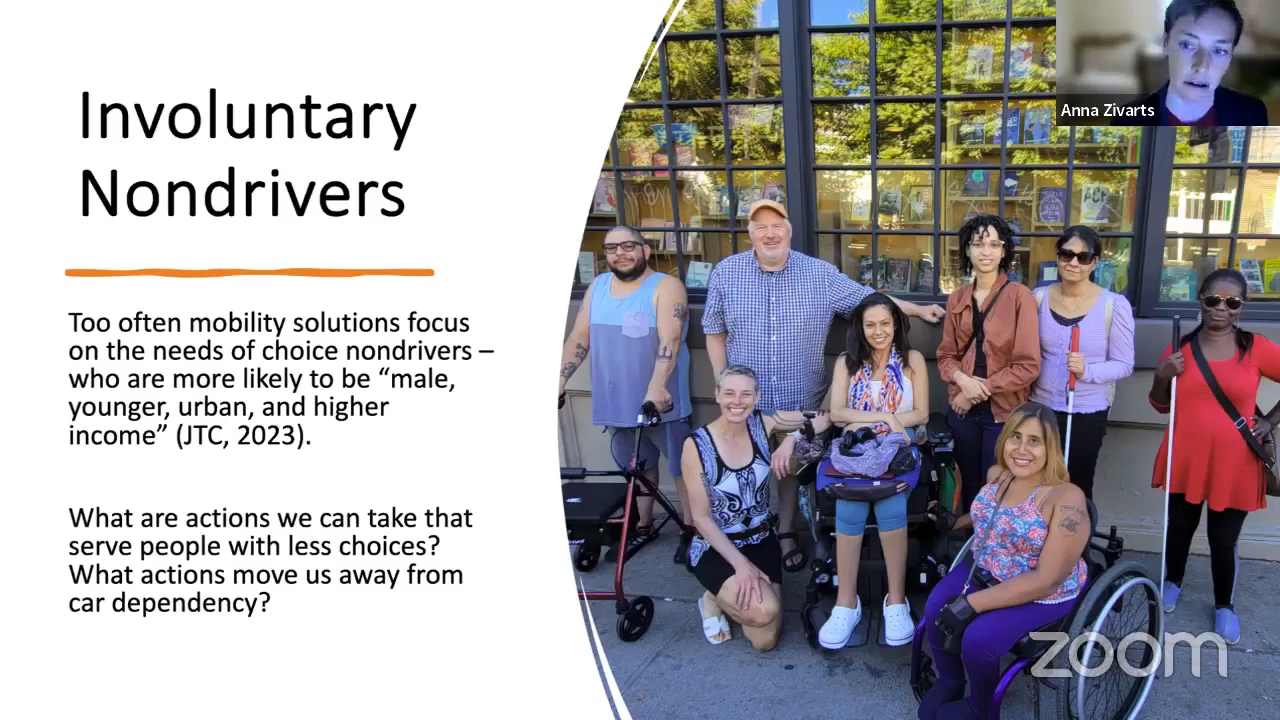 Involuntary
Nondrivers
Too often mobility solutions focus
on the needs of choice nondrivers –
who are more likely to be “male,
younger, urban, and higher
income” (JTC, 2023).
What are actions we can take that
serve people with less choices?
What actions move us away from
car dependency?
Anna Zivarts
zoom